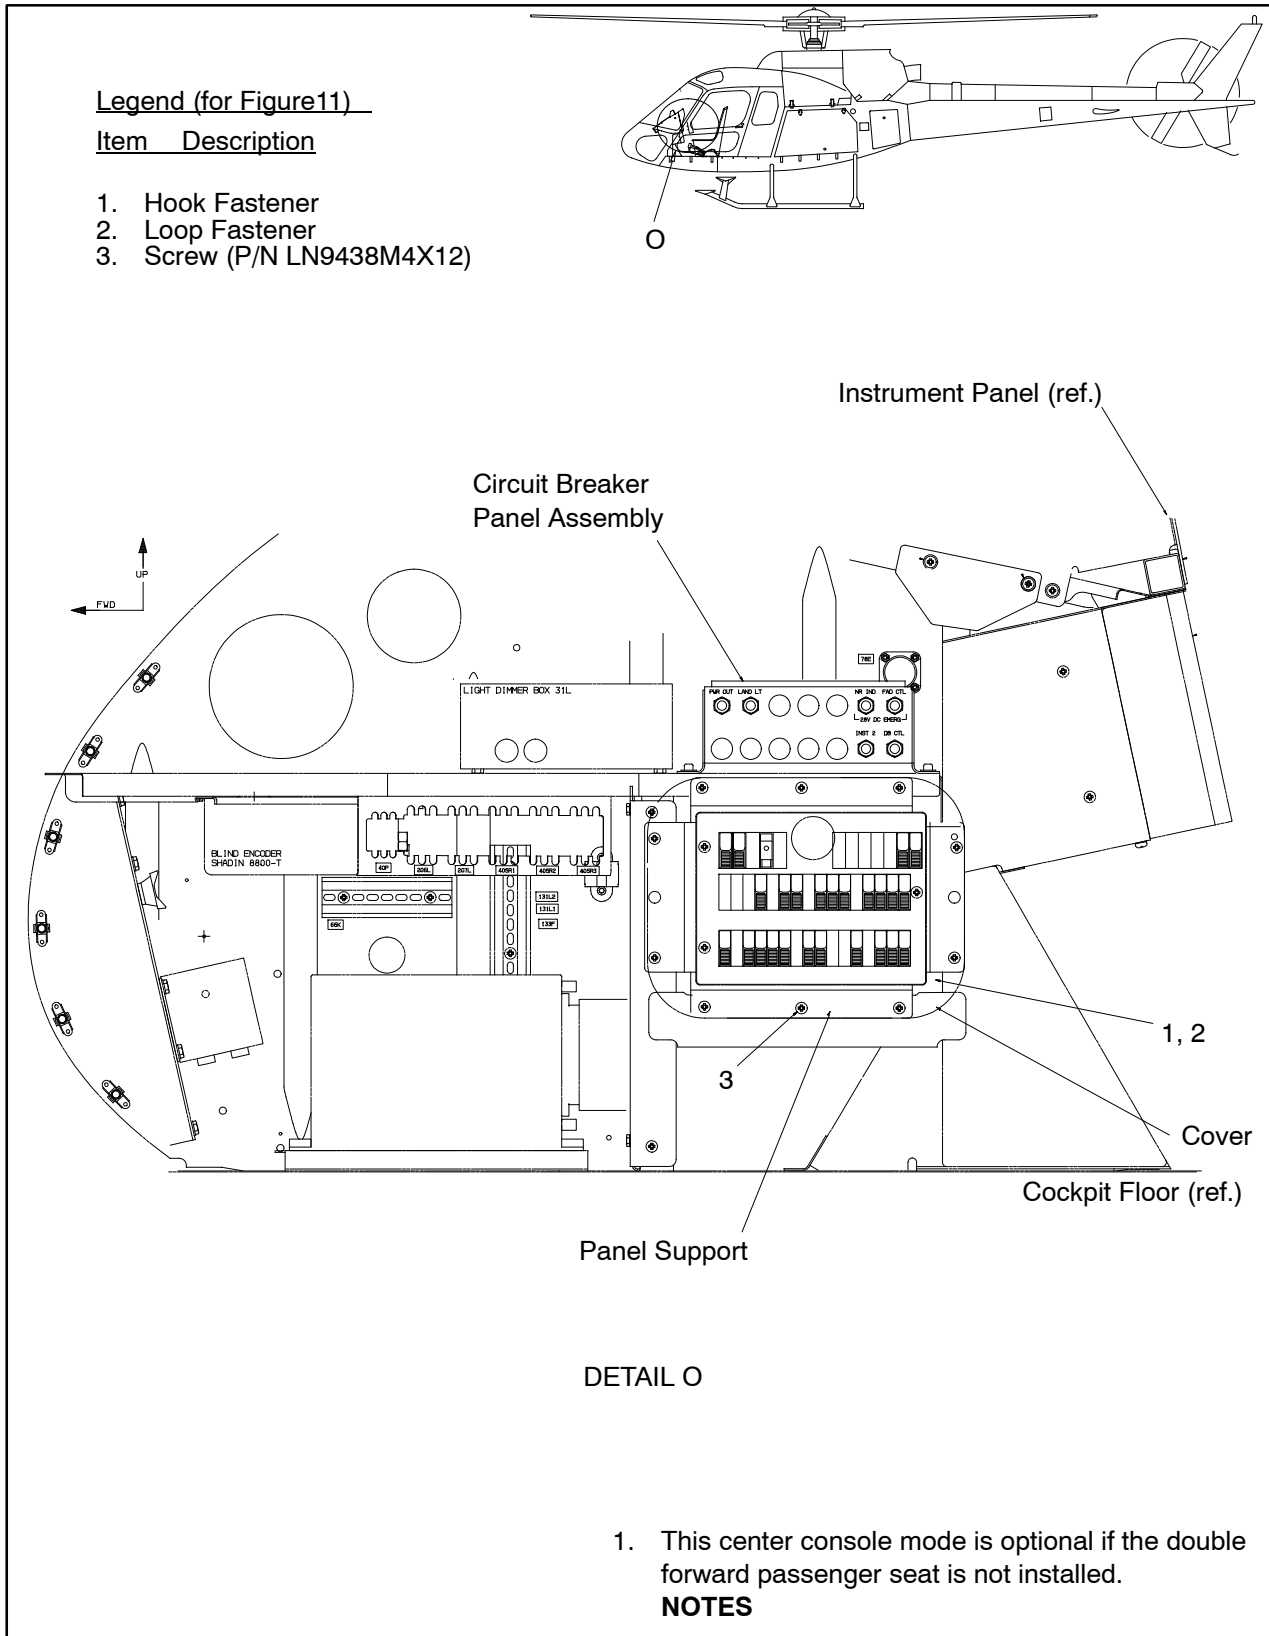 Legend (for Figure11)
Item Description
1. Hook Fastener
2. Loop Fastener
3. Screw (P/N LN9438M4X12)
O
Instrument Panel (ref.)
Circuit Breaker
Panel Assembly
UP
FWD
78E
LIGHT DIMMER BOX 31L
PWR OUT LAND LT NR IND FAD CTL
28V DC EMERG
INST 2 DB CTL
BLIND ENCODER
SHADIN 8800-T
40P 206L 207L 405R1 405R2 405R3
131L2
131L1
66K 133F
1, 2
3
Cover
Cockpit Floor (ref.)
Panel Support
DETAIL O
1. This center console mode is optional if the double
forward passenger seat is not installed.
NOTES